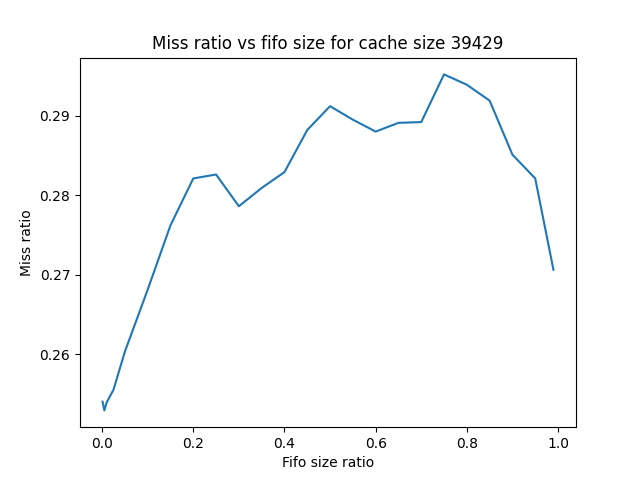 Miss ratio vs fifo size for cache size 39429
Miss ratio
0.29
0.28
0.27
0.26
0.0 0.2 0.4 0.6 0.8 1.0
Fifo size ratio